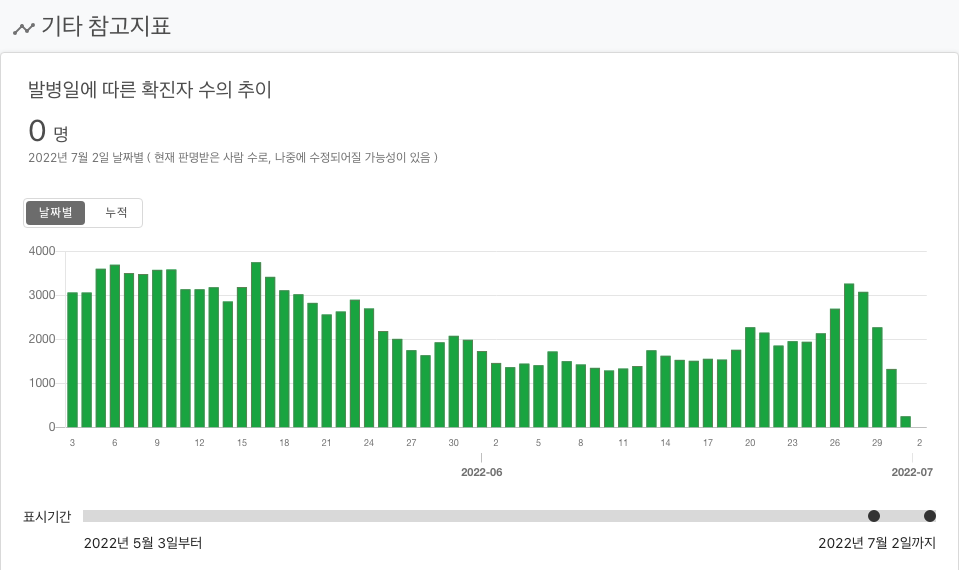 기타 참고지표
발병일에 따른 확진자 수의 추이
0 명
2022년 7월 2일 날짜별 ( 현재 판명받은 사람 수로, 나중에 수정되어질 가능성이 있음 )
날짜별 누적
4000
3000
2000
1000
0
3 6 9 12 15 18 21 24 27 30 2 5 8 11 14 17 20 23 26 29 2
2022-06 2022-07
표시기간
2022년 5월 3일부터 2022년 7월 2일까지